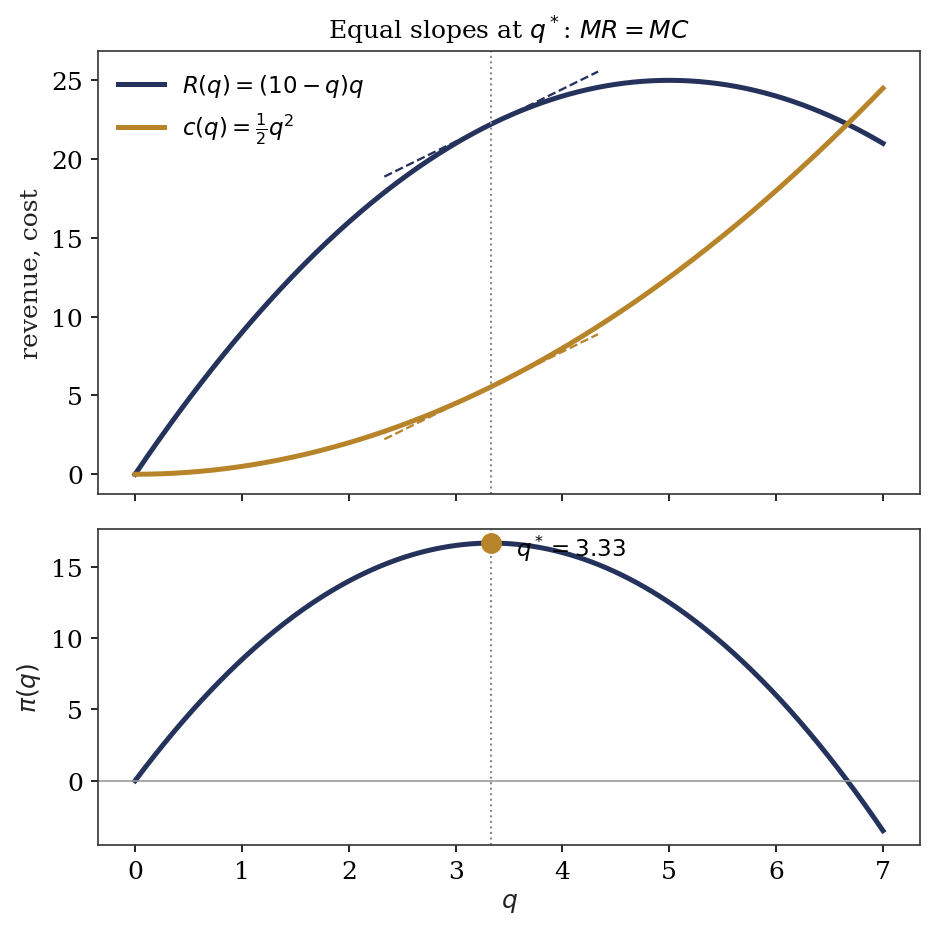 Equal slopes at q*: MR = MC
R(q) = (10 − q)q
c(q) = ½q²
revenue, cost
25
20
15
10
5
0
q* = 3.33
π(q)
15
10
5
0
0 1 2 3 4 5 6 7
q